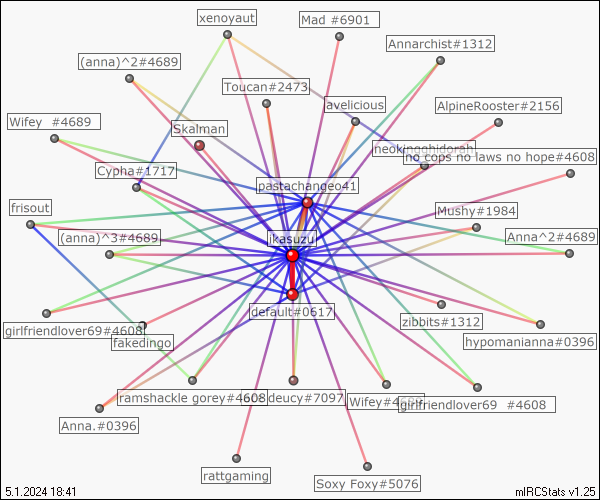 xenoyaut
Mad #6901
Annarchist#1312
(anna)^2#4689
Toucan#2473
avelicious
AlpineRooster#2156
Wifey #4689
Skalman
neokingghidorah
no cops no laws no hope#4608
Cypha#1717
pastachangeo41
frisout
Mushy#1984
(anna)^3#4689
ikasuzu
Anna^2#4689
default#0617
zibbits#1312
girlfriendlover69#4608
fakedingo
hypomanianna#0396
ramshackle gorey#4608
deucy#7097
girlfriendlover69 #4608
Anna.#0396
rattgaming
Soxy Foxy#5076
5.1.2024 18:41
mIRCStats v1.25